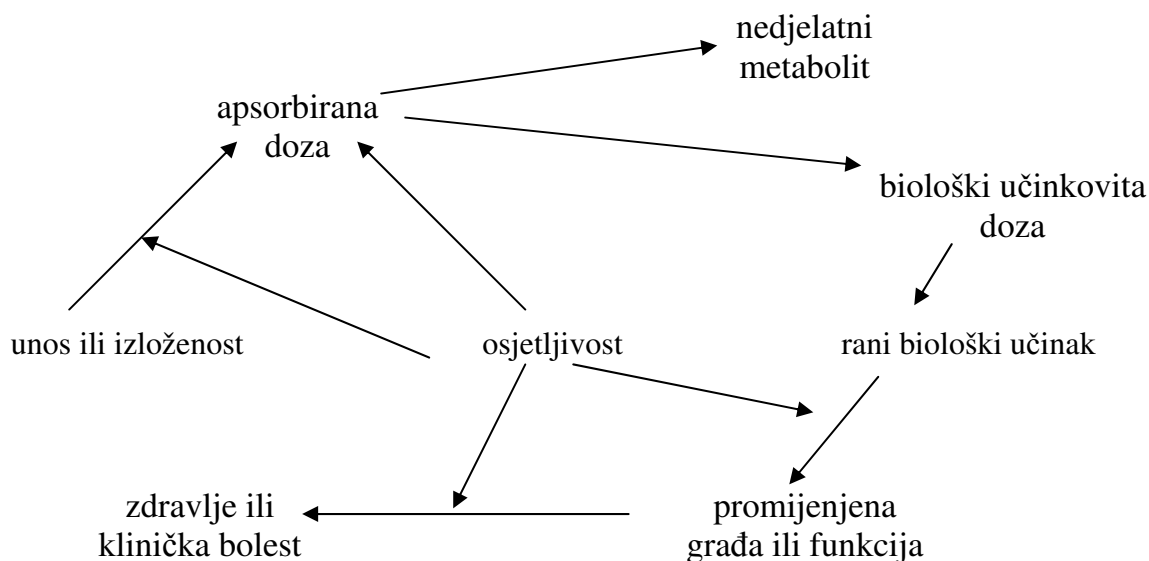 nedjelatni
metabolit
apsorbirana
doza
biološki učinkovita
doza
unos ili izloženost
osjetljivost
rani biološki učinak
zdravlje ili
klinička bolest
promijenjena
građa ili funkcija